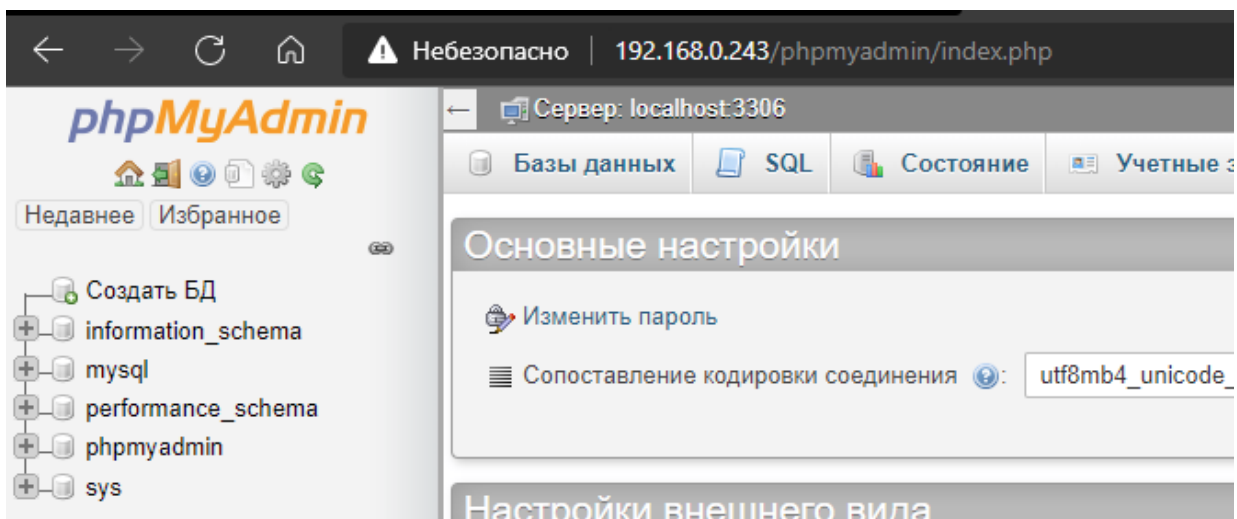 Небезопасно | 192.168.0.243/phpmyadmin/index.php
phpMyAdmin
Недавнее Избранное
Создать БД
information_schema
mysql
performance_schema
phpmyadmin
sys
Сервер: localhost:3306
Базы данных SQL Состояние Учетные з
Основные настройки
Изменить пароль
Сопоставление кодировки соединения : utf8mb4_unicode_
Настройки внешнего вида